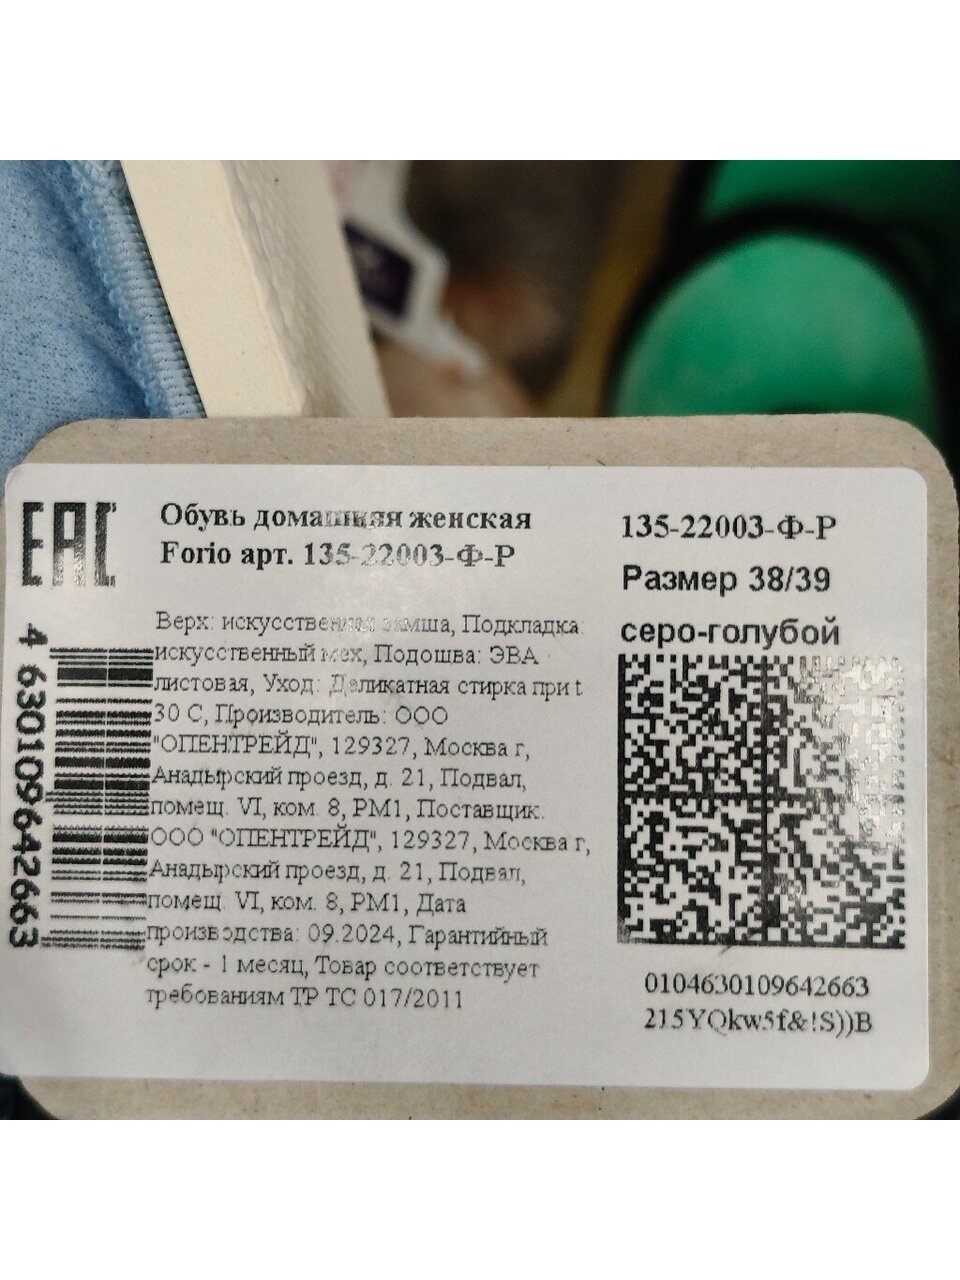 EAC
Обувь домашняя женская
Forio арт. 135-22003-Ф-Р
Верх: искусственная замша, Подкладка:
искусственный мех, Подошва: ЭВА
листовая, Уход: Деликатная стирка при t
30 С, Производитель: ООО
"ОПЕНТРЕЙД", 129327, Москва г,
Анадырский проезд, д. 21, Подвал,
помещ. VI, ком. 8, РМ1, Поставщик:
ООО "ОПЕНТРЕЙД", 129327, Москва г,
Анадырский проезд, д. 21, Подвал,
помещ. VI, ком. 8, РМ1, Дата
производства: 09.2024, Гарантийный
срок - 1 месяц, Товар соответствует
требованиям ТР ТС 017/2011
4 630109 642663
135-22003-Ф-Р
Размер 38/39
серо-голубой
0104630109642663
215YQkw5f&!S))B